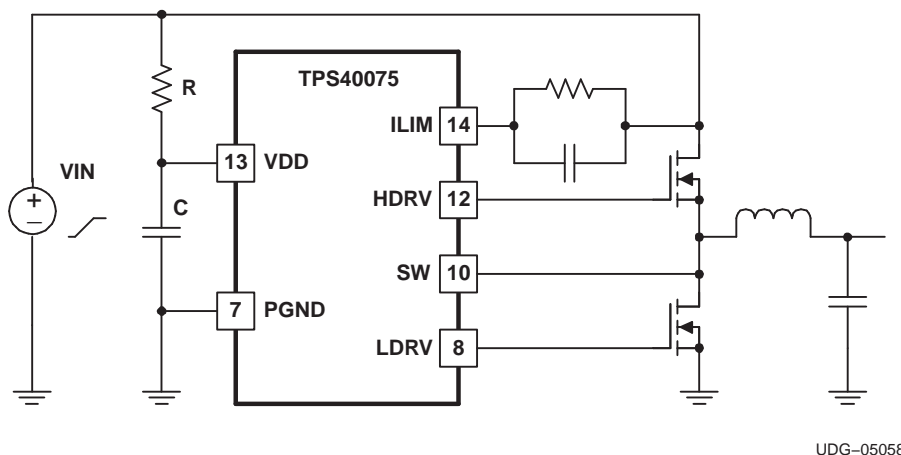 TPS40075
R
ILIM 14
VIN
13 VDD
+
−
C
HDRV 12
SW 10
7 PGND
LDRV 8
UDG−05058